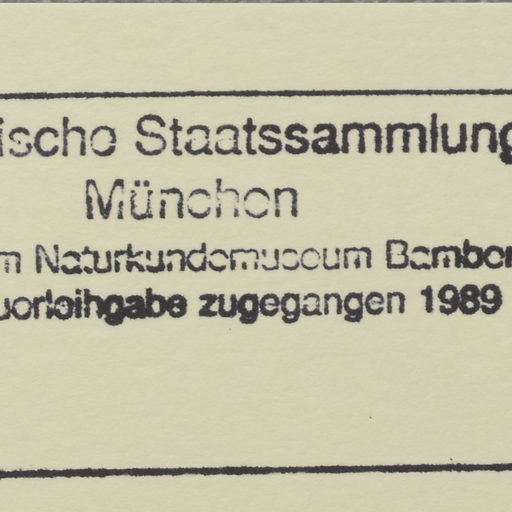 ische Staatssammlung
München
m Naturkundemuseum Bamber
uerleihgabe zugegangen 1989